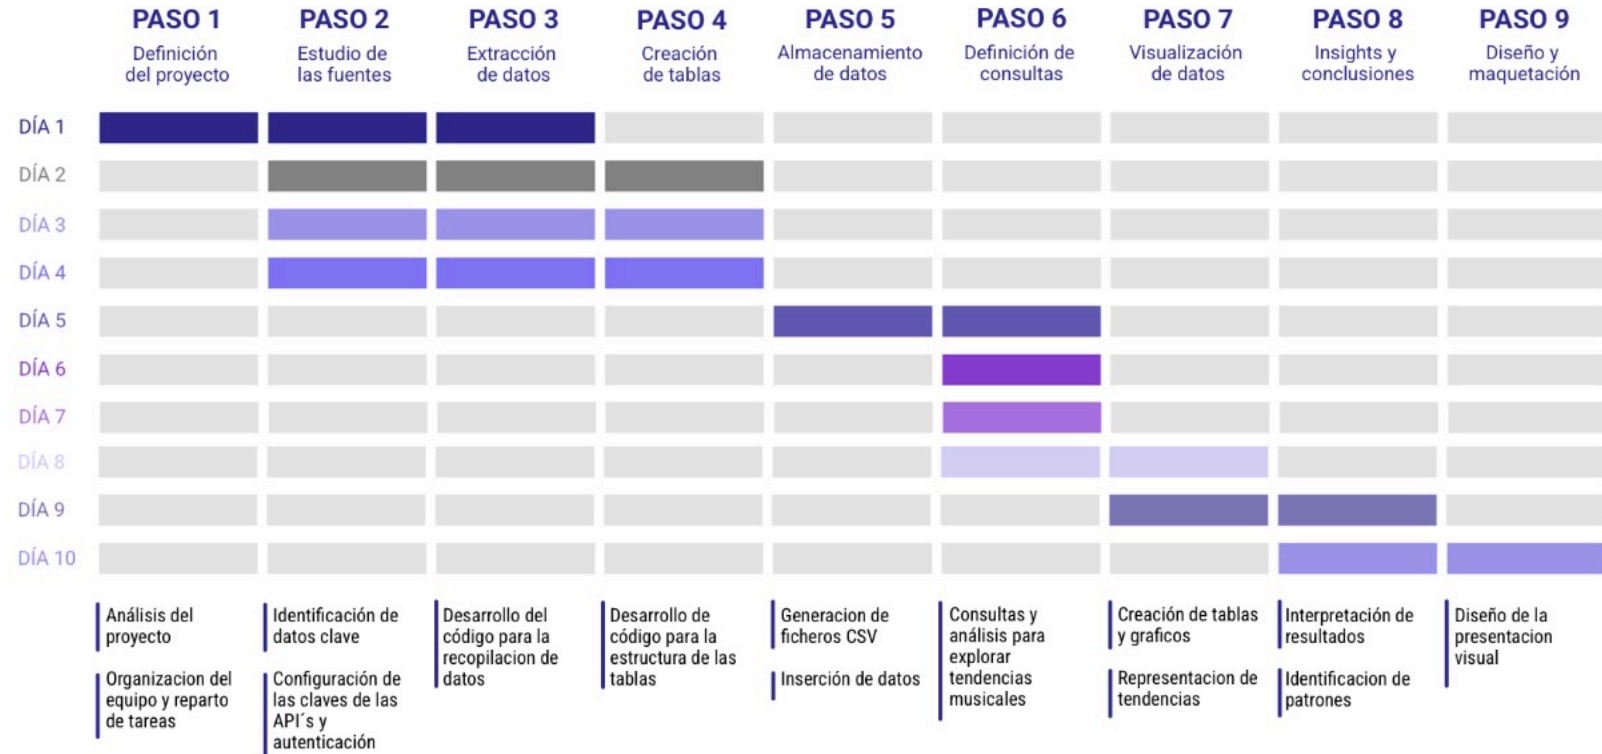 PASO 1
Definición
del proyecto
PASO 2
Estudio de
las fuentes
PASO 3
Extracción
de datos
PASO 4
Creación
de tablas
PASO 5
Almacenamiento
de datos
PASO 6
Definición de
consultas
PASO 7
Visualización
de datos
PASO 8
Insights y
conclusiones
PASO 9
Diseño y
maquetación
DÍA 1
DÍA 2
DÍA 3
DÍA 4
DÍA 5
DÍA 6
DÍA 7
DÍA 8
DÍA 9
DÍA 10
Análisis del
proyecto
Organizacion del
equipo y reparto
de tareas
Identificación de
datos clave
Configuración de
las claves de las
API´s y
autenticación
Desarrollo del
código para la
recopilacion de
datos
Desarrollo de
código para la
estructura de las
tablas
Generacion de
ficheros CSV
Inserción de datos
Consultas y
análisis para
explorar
tendencias
musicales
Creación de tablas
y graficos
Representacion de
tendencias
Interpretación de
resultados
Identificacion de
patrones
Diseño de la
presentacion
visual